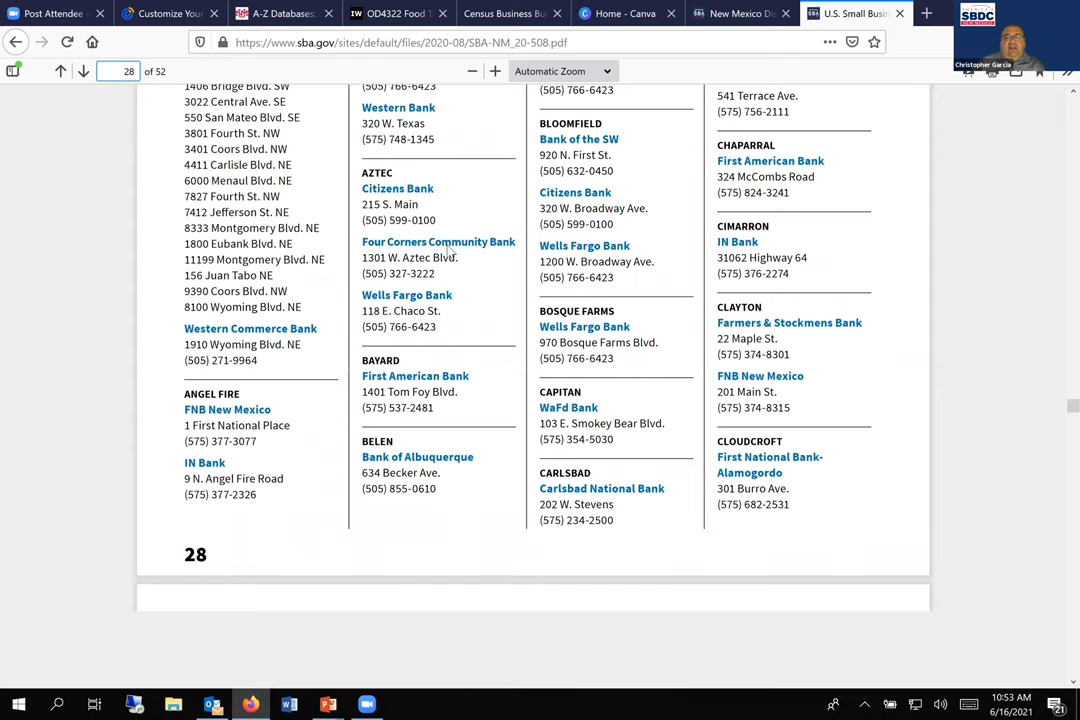 Post Attendee -
Customize Your
A-Z Databases:
OD4322 Food T
Census Business Bu
Home - Canva
New Mexico Dis
U.S. Small Busin
https://www.sba.gov/sites/default/files/2020-08/SBA-NM_20-508.pdf
28 of 52
Automatic Zoom
AMERICA'S
SBDC
NEW MEXICO
Christopher Garcia
1406 Bridge Blvd. SW
3022 Central Ave. SE
550 San Mateo Blvd. SE
3801 Fourth St. NW
3401 Coors Blvd. NW
4411 Carlisle Blvd. NE
6000 Menaul Blvd. NE
7827 Fourth St. NW
7412 Jefferson St. NE
8333 Montgomery Blvd. NE
1800 Eubank Blvd. NE
11199 Montgomery Blvd. NE
156 Juan Tabo NE
9390 Coors Blvd. NW
8100 Wyoming Blvd. NE
Western Commerce Bank
1910 Wyoming Blvd. NE
(505) 271-9964
ANGEL FIRE
FNB New Mexico
1 First National Place
(575) 377-3077
IN Bank
9 N. Angel Fire Road
(575) 377-2326
(505) 766-6423
Western Bank
320 W. Texas
(575) 748-1345
AZTEC
Citizens Bank
215 S. Main
(505) 599-0100
Four Corners Community Bank
1301 W. Aztec Blvd.
(505) 327-3222
Wells Fargo Bank
118 E. Chaco St.
(505) 766-6423
BAYARD
First American Bank
1401 Tom Foy Blvd.
(575) 537-2481
BELEN
Bank of Albuquerque
634 Becker Ave.
(505) 855-0610
(505) 766-6423
BLOOMFIELD
Bank of the SW
920 N. First St.
(505) 632-0450
Citizens Bank
320 W. Broadway Ave.
(505) 599-0100
Wells Fargo Bank
1200 W. Broadway Ave.
(505) 766-6423
BOSQUE FARMS
Wells Fargo Bank
970 Bosque Farms Blvd.
(505) 766-6423
CAPITAN
WaFd Bank
103 E. Smokey Bear Blvd.
(575) 354-5030
CARLSBAD
Carlsbad National Bank
202 W. Stevens
(575) 234-2500
541 Terrace Ave.
(575) 756-2111
CHAPARRAL
First American Bank
324 McCombs Road
(575) 824-3241
CIMARRON
IN Bank
31062 Highway 64
(575) 376-2274
CLAYTON
Farmers & Stockmens Bank
22 Maple St.
(575) 374-8301
FNB New Mexico
201 Main St.
(575) 374-8315
CLOUDCROFT
First National Bank-
Alamogordo
301 Burro Ave.
(575) 682-2531
28
10:53 AM
6/16/2021
21